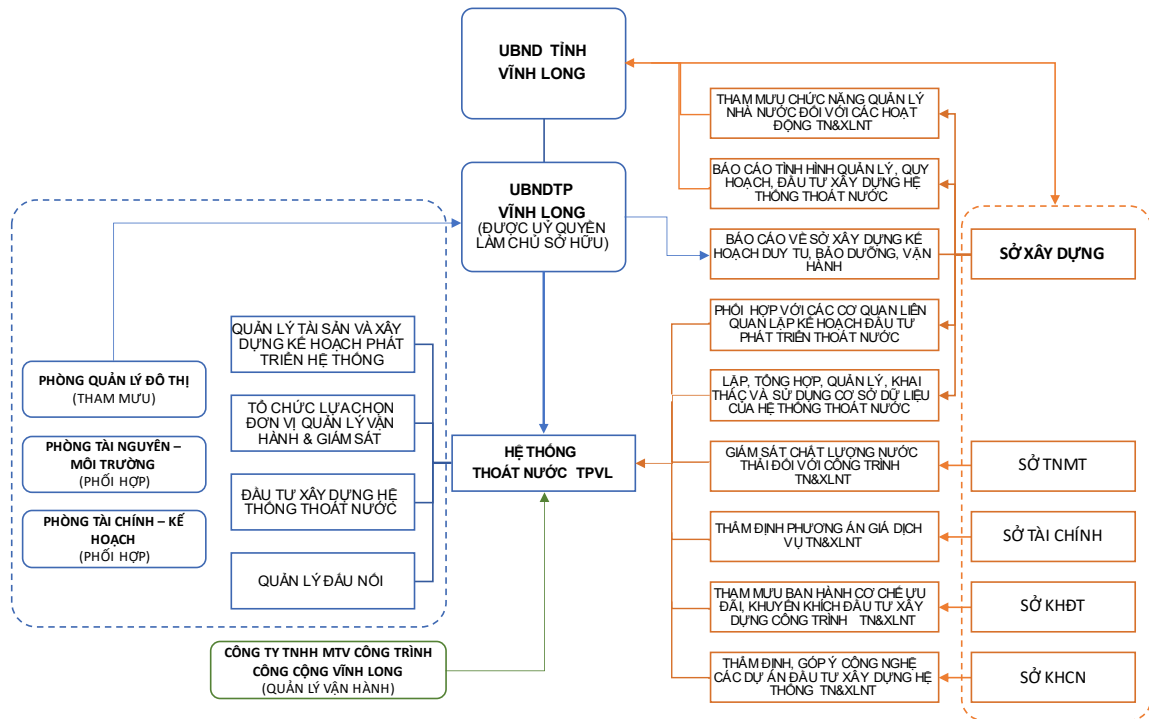 UBND TỈNH
VĨNH LONG
UBNDTP
VĨNH LONG
(ĐƯỢC UỶ QUYỀN
LÀM CHỦ SỞ HỮU)
PHÒNG QUẢN LÝ ĐÔ THỊ
(THAM MƯU)
PHÒNG TÀI NGUYÊN –
MÔI TRƯỜNG
(PHỐI HỢP)
PHÒNG TÀI CHÍNH – KẾ
HOẠCH
(PHỐI HỢP)
QUẢN LÝ TÀI SẢN VÀ XÂY
DỰNG KẾ HOẠCH PHÁT
TRIỂN HỆ THỐNG
TỔ CHỨC LỰA CHỌN
ĐƠN VỊ QUẢN LÝ VẬN
HÀNH & GIÁM SÁT
ĐẦU TƯ XÂY DỰNG HỆ
THỐNG THOÁT NƯỚC
QUẢN LÝ ĐẤU NỐI
HỆ THỐNG
THOÁT NƯỚC TPVL
CÔNG TY TNHH MTV CÔNG TRÌNH
CÔNG CỘNG VĨNH LONG
(QUẢN LÝ VẬN HÀNH)
THAM MƯU CHỨC NĂNG QUẢN LÝ
NHÀ NƯỚC ĐỐI VỚI CÁC HOẠT
ĐỘNG TN&XLNT
BÁO CÁO TÌNH HÌNH QUẢN LÝ, QUY
HOẠCH, ĐẦU TƯ XÂY DỰNG HỆ
THỐNG THOÁT NƯỚC
BÁO CÁO VỀ SỞ XÂY DỰNG KẾ
HOẠCH DUY TU, BẢO DƯỠNG, VẬN
HÀNH
PHỐI HỢP VỚI CÁC CƠ QUAN LIÊN
QUAN LẬP KẾ HOẠCH ĐẦU TƯ
PHÁT TRIỂN THOÁT NƯỚC
LẬP, TỔNG HỢP, QUẢN LÝ, KHAI
THÁC VÀ SỬ DỤNG CƠ SỞ DỮ LIỆU
CỦA HỆ THỐNG THOÁT NƯỚC
GIÁM SÁT CHẤT LƯỢNG NƯỚC
THẢI ĐỐI VỚI CÔNG TRÌNH
TN&XLNT
THẨM ĐỊNH PHƯƠNG ÁN GIÁ DỊCH
VỤ TN&XLNT
THAM MƯU BAN HÀNH CƠ CHẾ ƯU
ĐÃI, KHUYẾN KHÍCH ĐẦU TƯ XÂY
DỰNG CÔNG TRÌNH TN&XLNT
THẨM ĐỊNH, GÓP Ý CÔNG NGHỆ
CÁC DỰ ÁN ĐẦU TƯ XÂY DỰNG HỆ
THỐNG TN&XLNT
SỞ XÂY DỰNG
SỞ TNMT
SỞ TÀI CHÍNH
SỞ KHĐT
SỞ KHCN